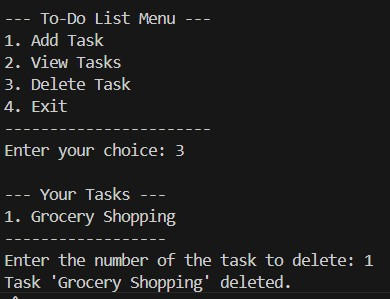 --- To-Do List Menu ---
1. Add Task
2. View Tasks
3. Delete Task
4. Exit
-----------------------
Enter your choice: 3

--- Your Tasks ---
1. Grocery Shopping
------------------
Enter the number of the task to delete: 1
Task 'Grocery Shopping' deleted.